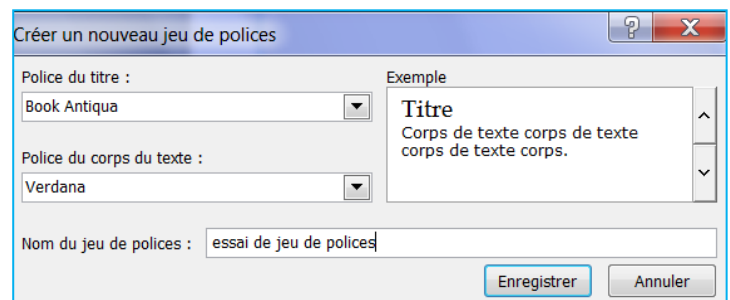 Créer un nouveau jeu de polices
? X
Police du titre :
Book Antiqua
Police du corps du texte :
Verdana
Exemple
Titre
Corps de texte corps de texte
corps de texte corps.
Nom du jeu de polices : essai de jeu de polices
Enregistrer Annuler